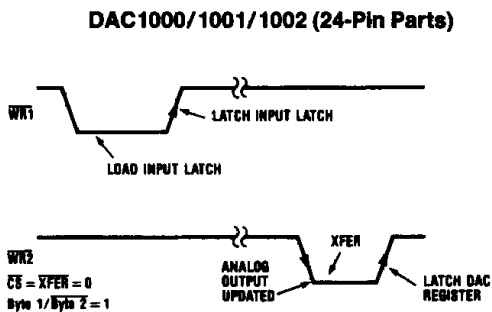 DAC1000/1001/1002 (24-Pin Parts)
WR1
LATCH INPUT LATCH
LOAD INPUT LATCH
WR2
XFER
ANALOG
OUTPUT
UPDATED
LATCH DAC
REGISTER
CS = XFER = 0
Byte 1/Byte 2 = 1